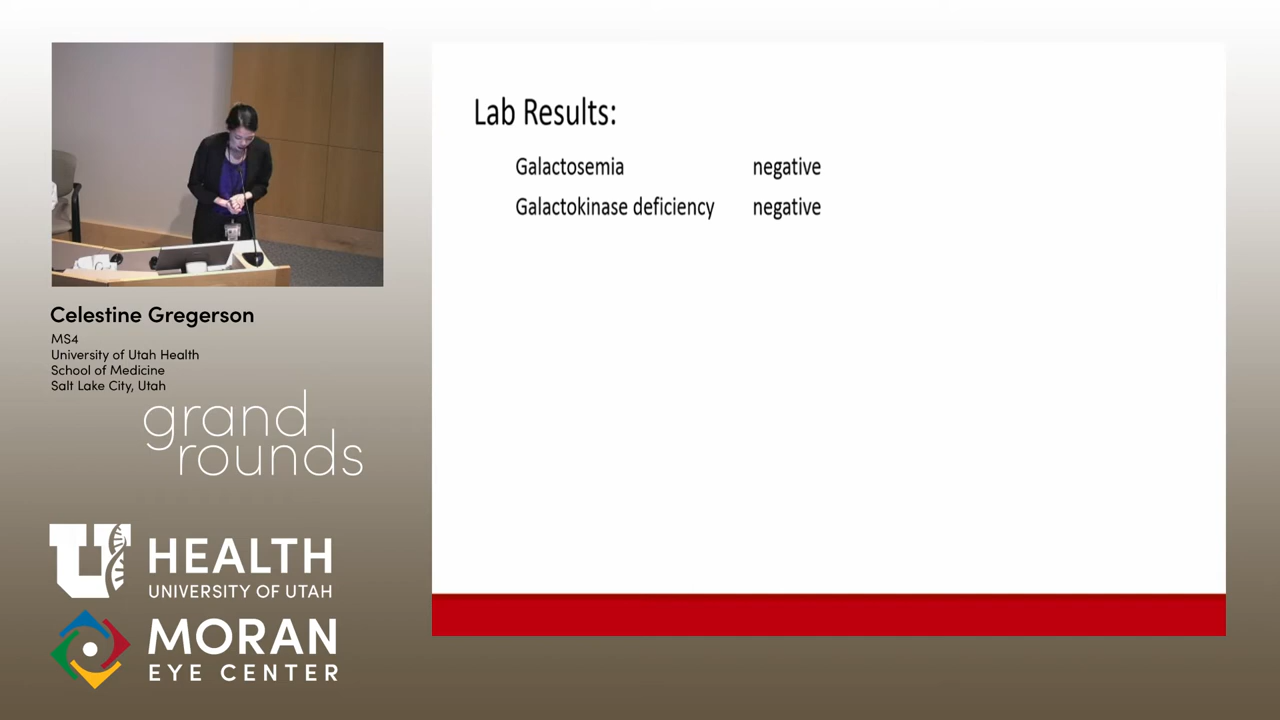 Lab Results:
Galactosemia negative
Galactokinase deficiency negative
Celestine Gregerson
MS4
University of Utah Health
School of Medicine
Salt Lake City, Utah
grand
rounds
U HEALTH
UNIVERSITY OF UTAH
MORAN
EYE CENTER